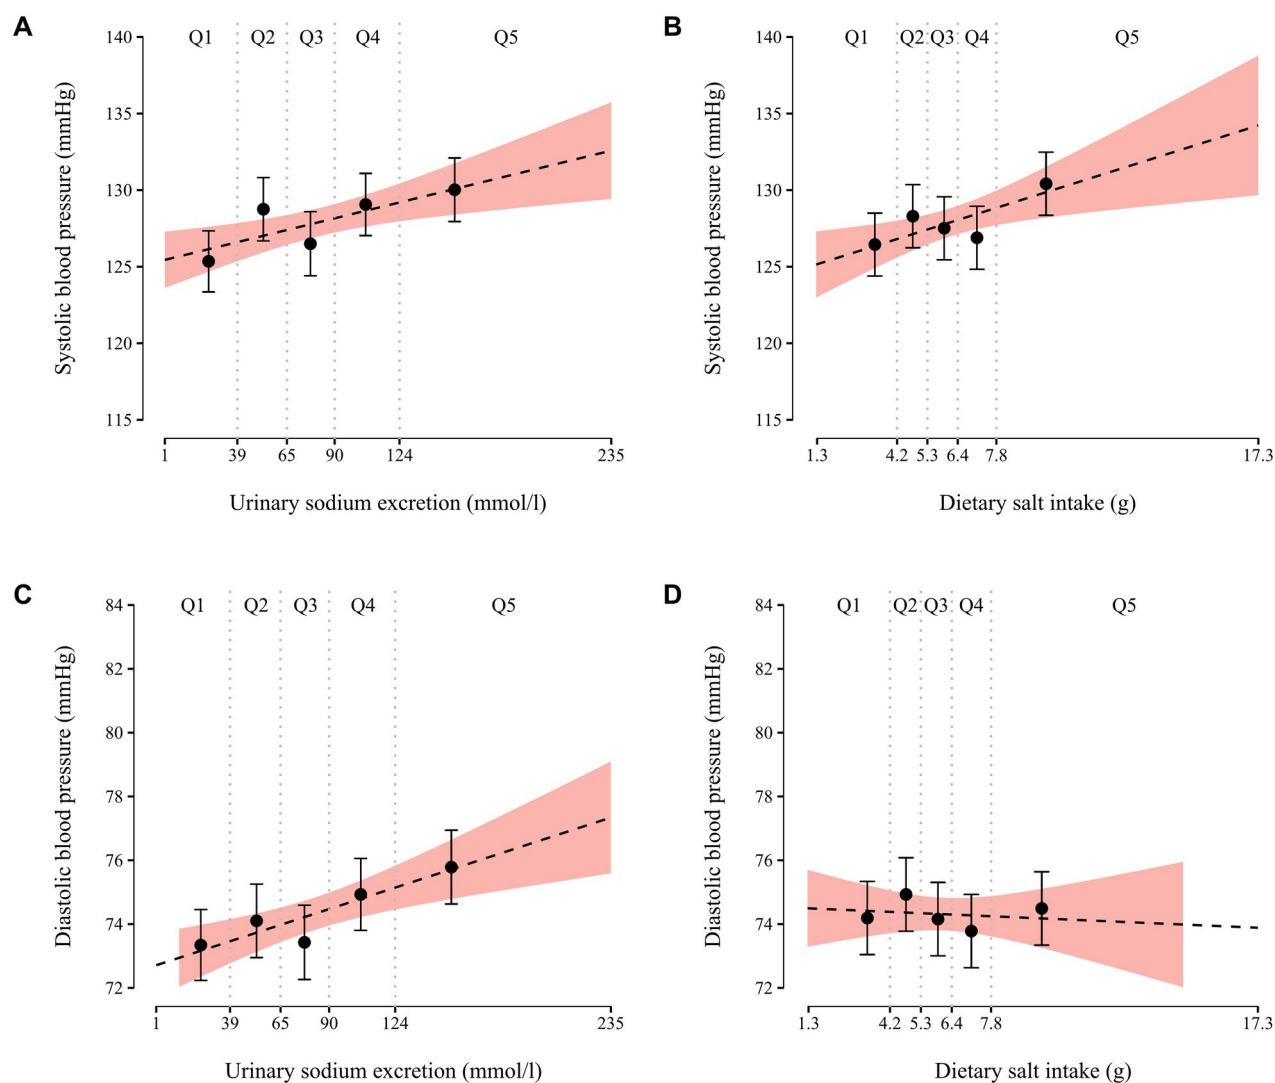 A
Q1 Q2 Q3 Q4 Q5
Systolic blood pressure (mmHg)
140
135
130
125
120
115
1 39 65 90 124 235
Urinary sodium excretion (mmol/l)
B
Q1 Q2 Q3 Q4 Q5
Systolic blood pressure (mmHg)
140
135
130
125
120
115
1.3 4.2 5.3 6.4 7.8 17.3
Dietary salt intake (g)
C
Q1 Q2 Q3 Q4 Q5
Diastolic blood pressure (mmHg)
84
82
80
78
76
74
72
1 39 65 90 124 235
Urinary sodium excretion (mmol/l)
D
Q1 Q2 Q3 Q4 Q5
Diastolic blood pressure (mmHg)
84
82
80
78
76
74
72
1.3 4.2 5.3 6.4 7.8 17.3
Dietary salt intake (g)